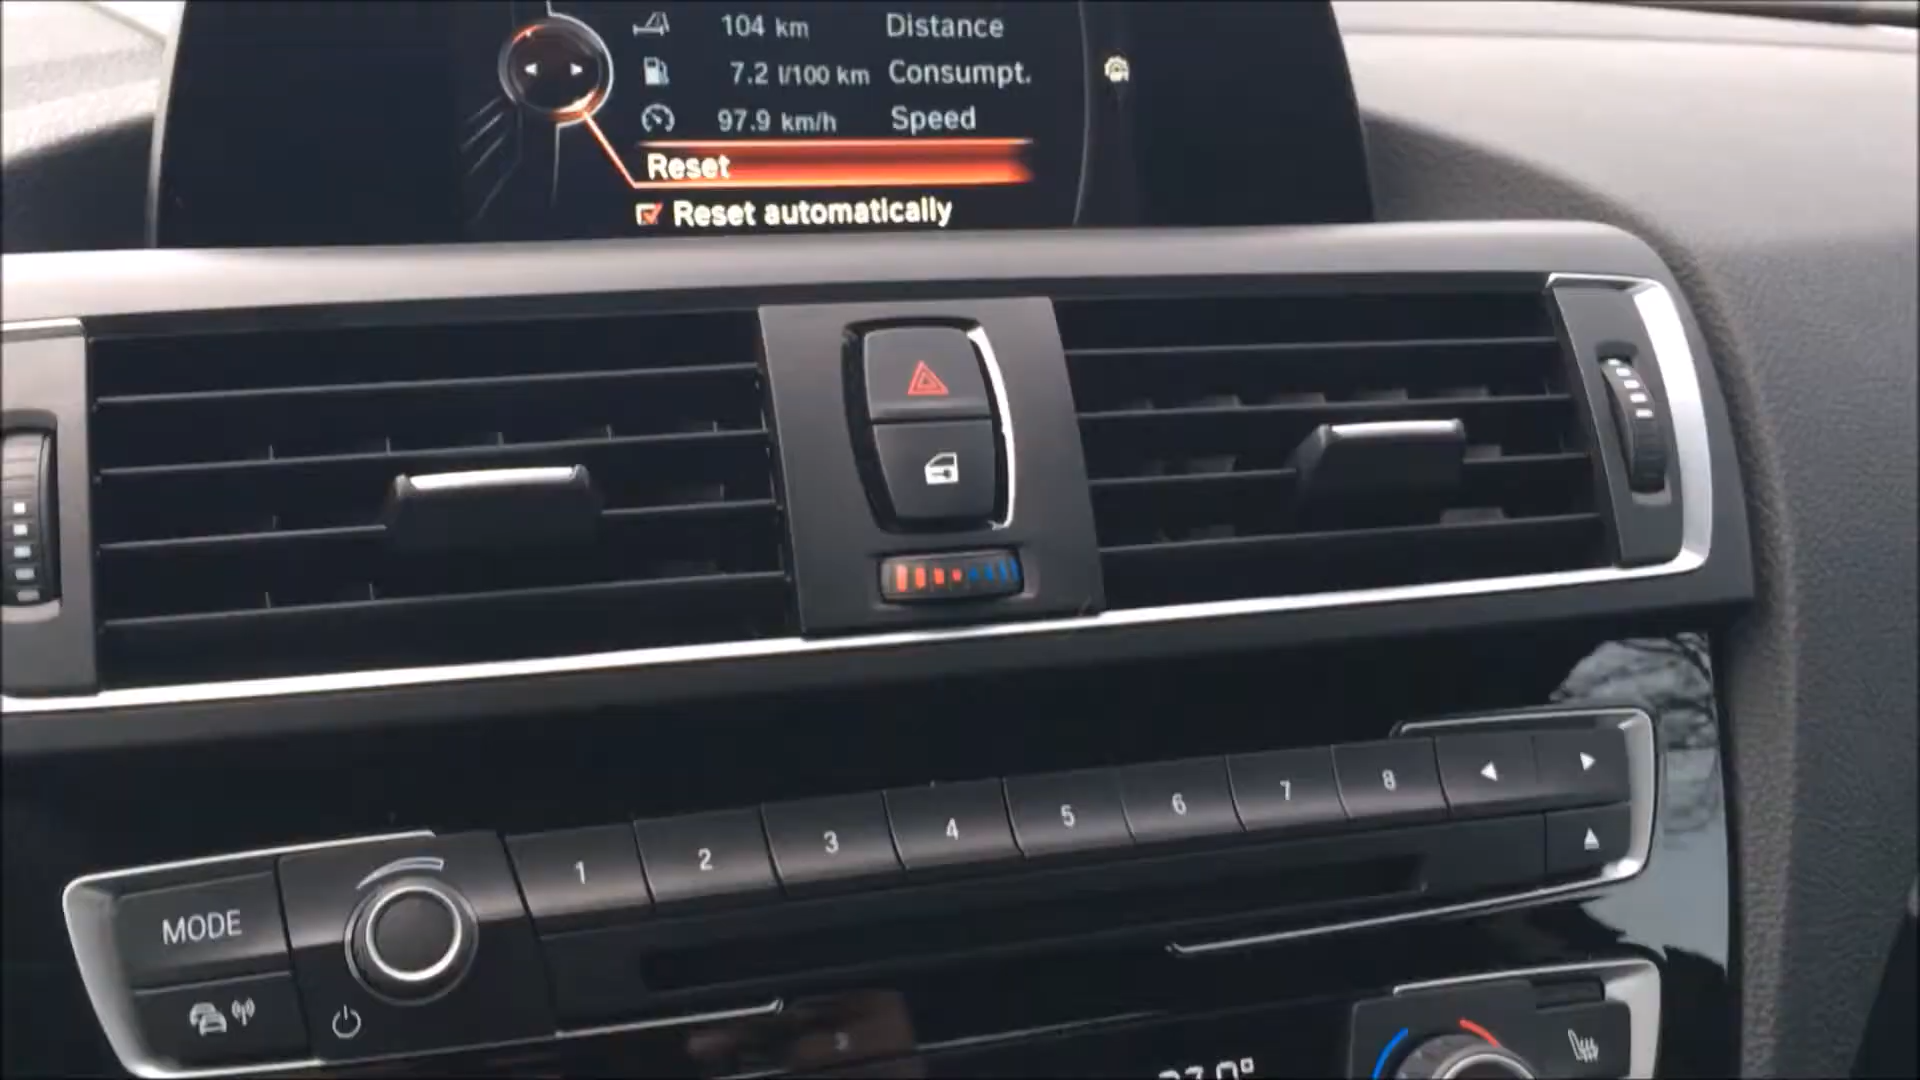 104 km Distance
7.2 l/100 km Consumpt.
97.9 km/h Speed
Reset
Reset automatically
1 2 3 4 5 6 7 8
MODE